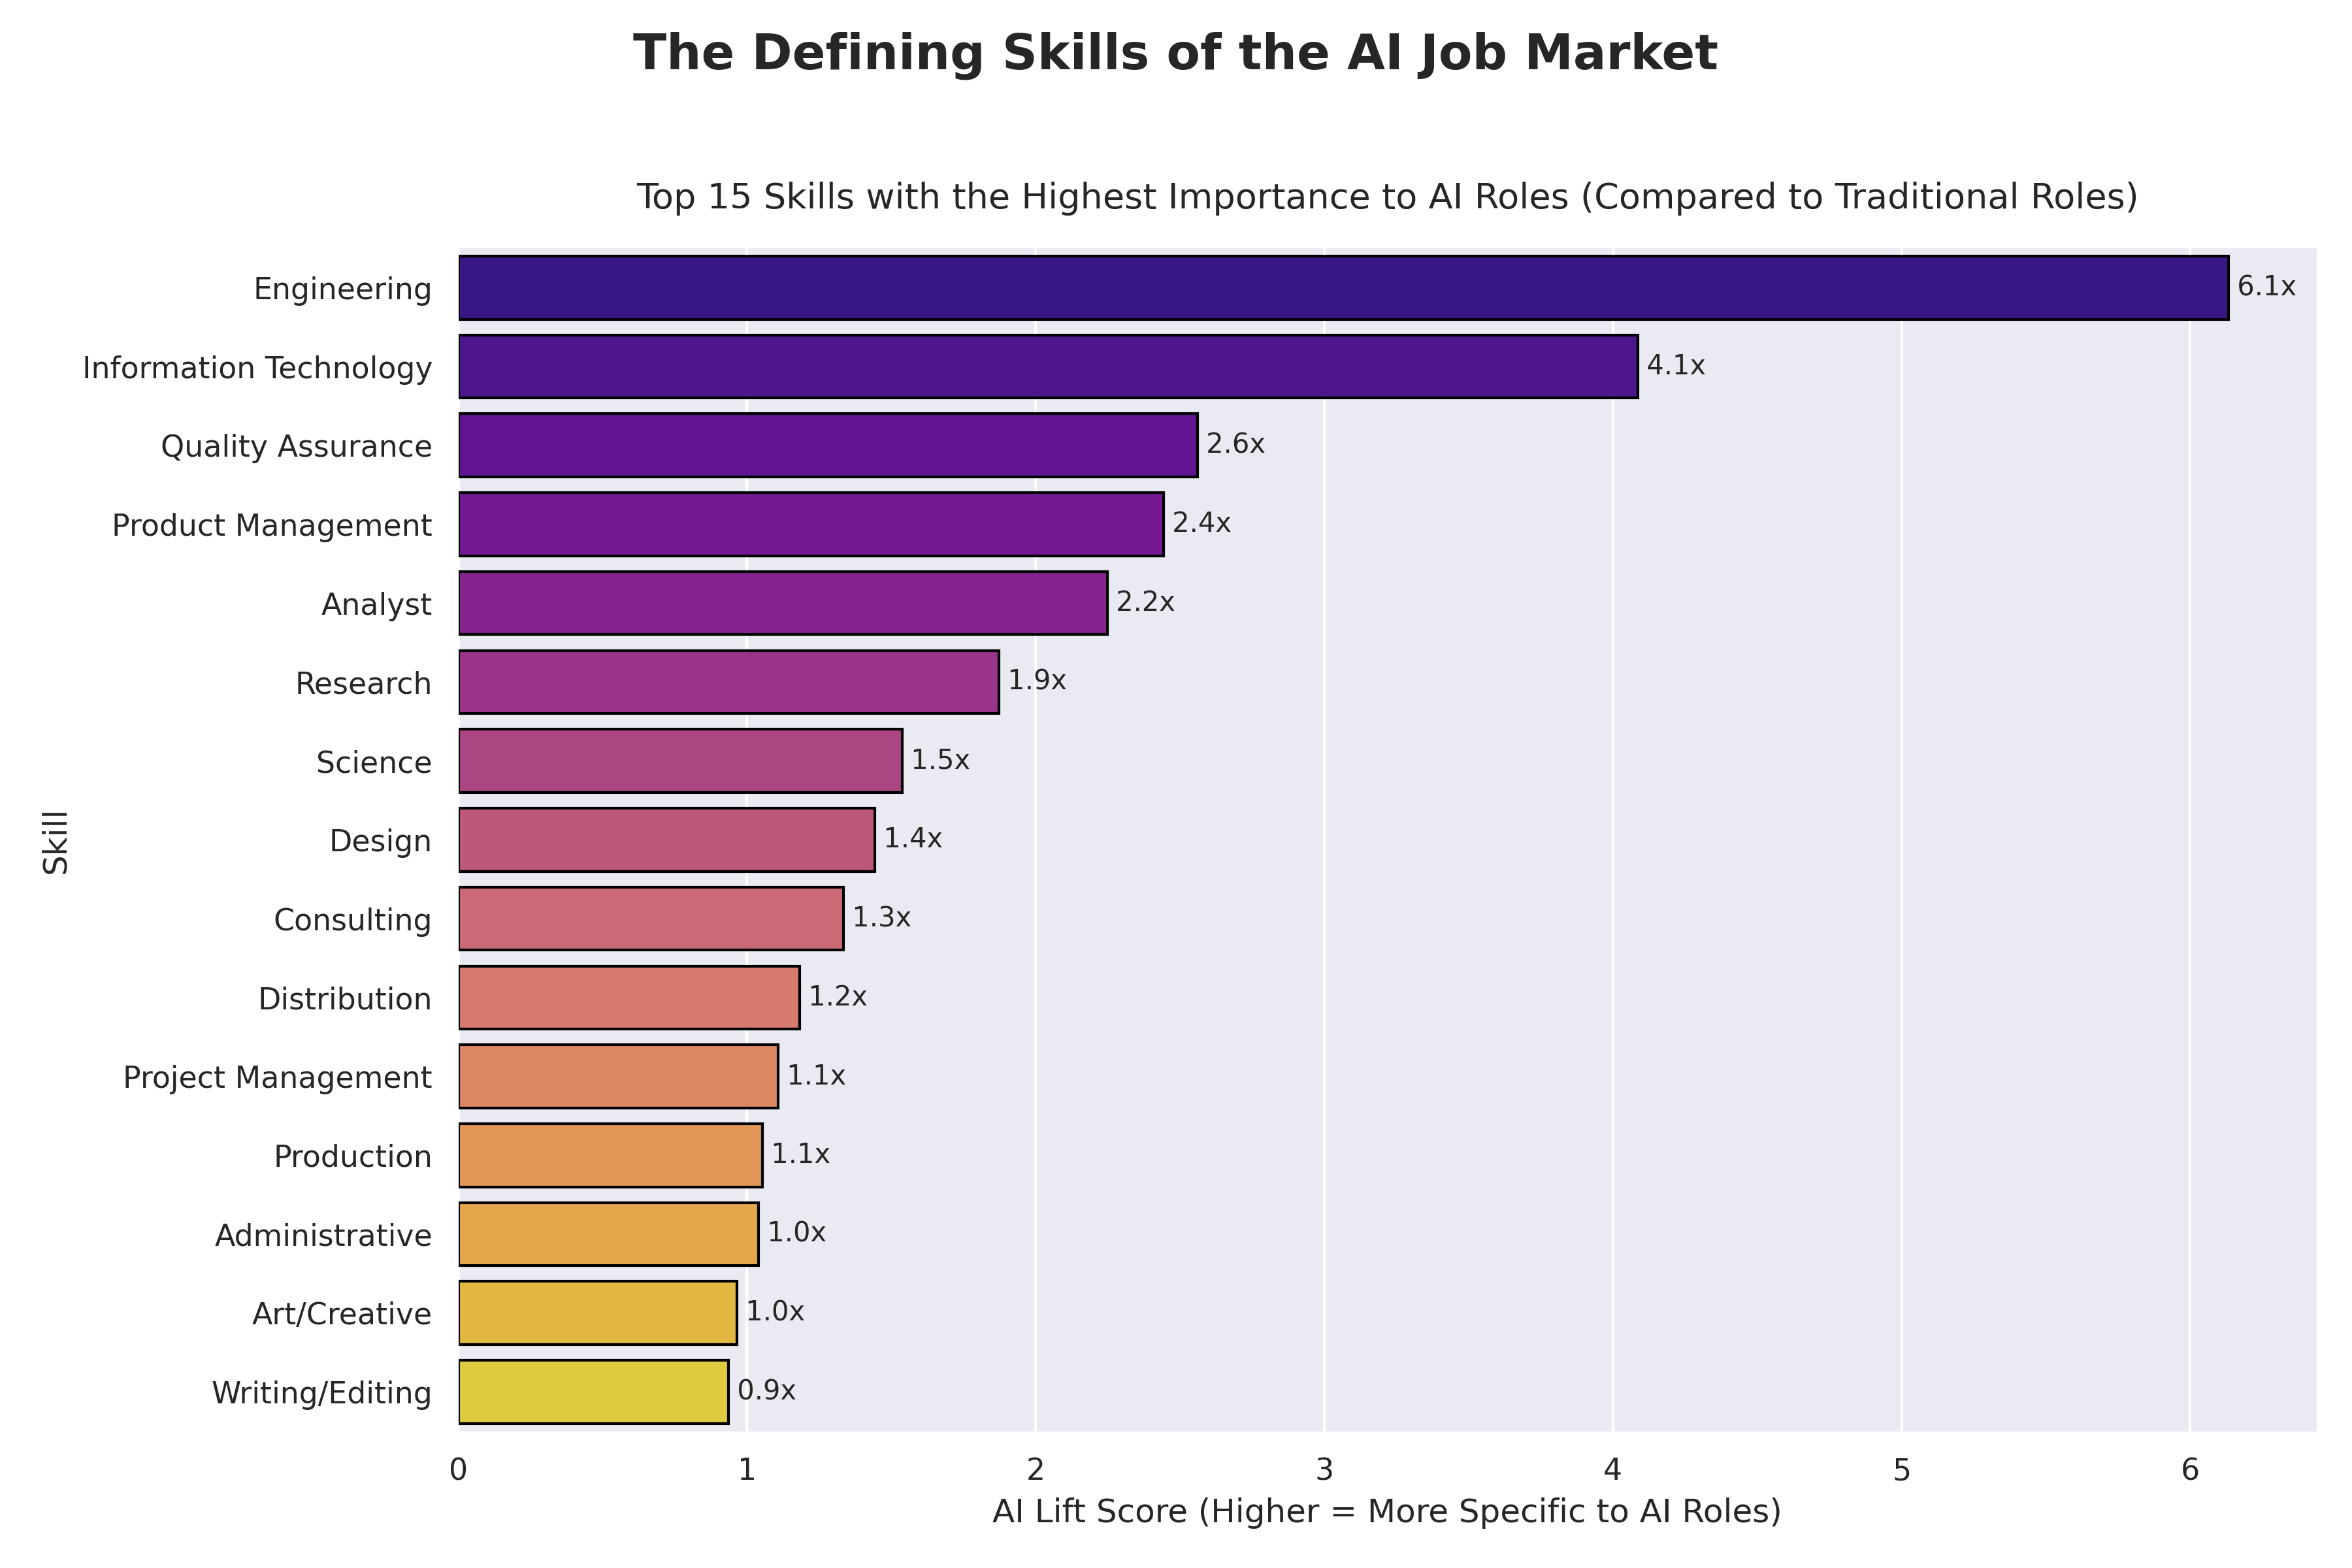 The Defining Skills of the AI Job Market
Top 15 Skills with the Highest Importance to AI Roles (Compared to Traditional Roles)
Engineering 6.1x
Information Technology 4.1x
Quality Assurance 2.6x
Product Management 2.4x
Analyst 2.2x
Research 1.9x
Science 1.5x
Design 1.4x
Consulting 1.3x
Distribution 1.2x
Project Management 1.1x
Production 1.1x
Administrative 1.0x
Art/Creative 1.0x
Writing/Editing 0.9x
Skill
0 1 2 3 4 5 6
AI Lift Score (Higher = More Specific to AI Roles)